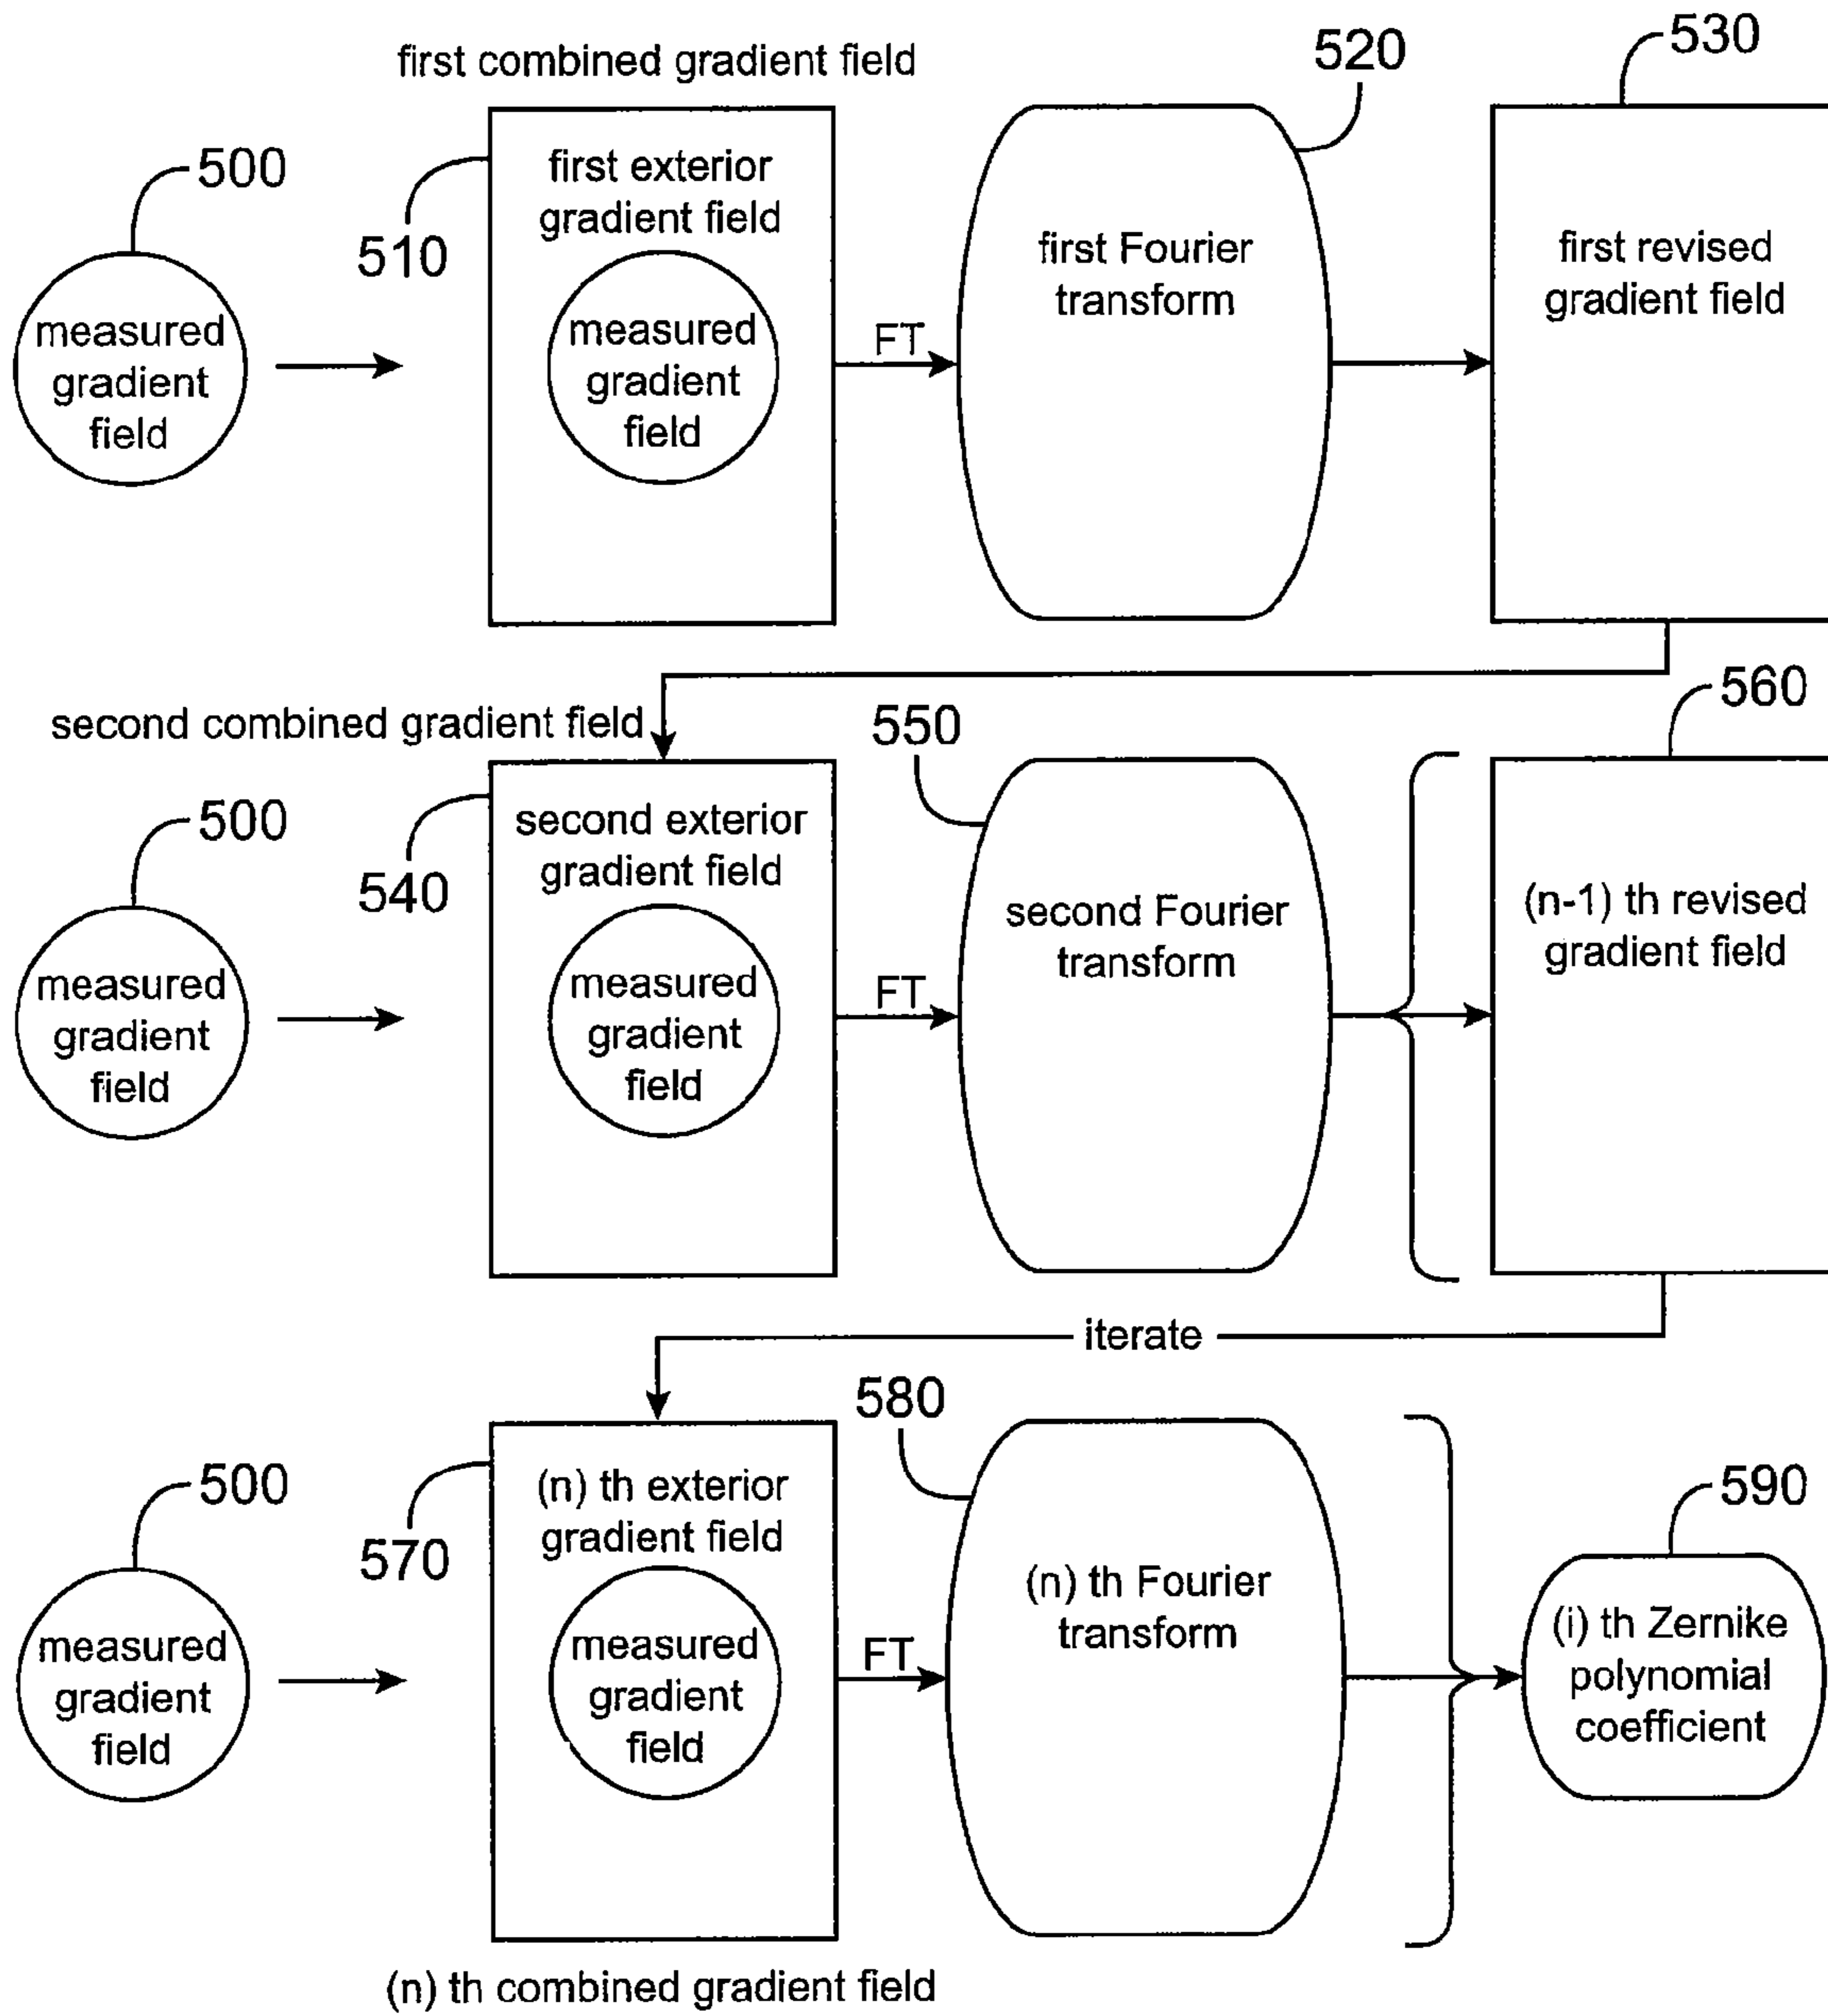 first combined gradient field
520
530
500
510
first exterior
gradient field
measured
gradient
field
measured
gradient
field
FT
first Fourier
transform
first revised
gradient field
second combined gradient field
550
560
500
540
second exterior
gradient field
measured
gradient
field
measured
gradient
field
FT
second Fourier
transform
(n-1) th revised
gradient field
iterate
580
500
570
590
(n) th exterior
gradient field
measured
gradient
field
measured
gradient
field
FT
(n) th Fourier
transform
(i) th Zernike
polynomial
coefficient
(n) th combined gradient field